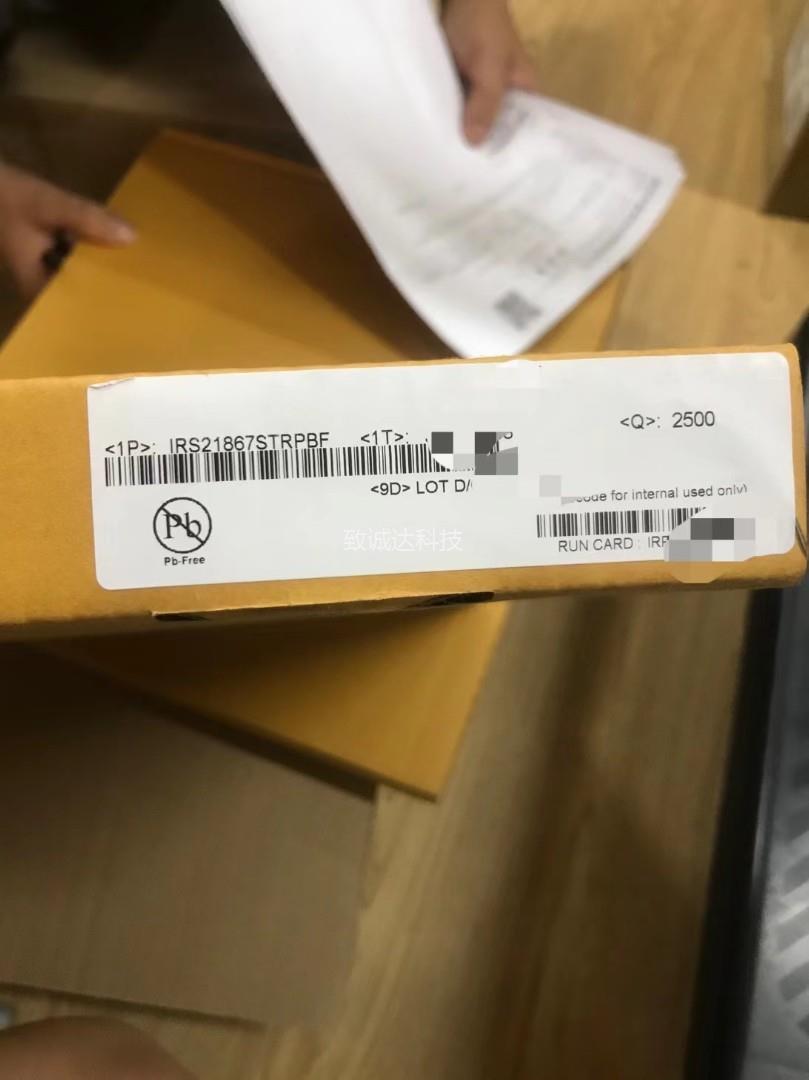 <1P>: IRS21867STRPBF <1T>:
<Q>: 2500
<9D> LOT D/
code for internal used only)
Pb
Pb-Free
致诚达科技
RUN CARD : IRF